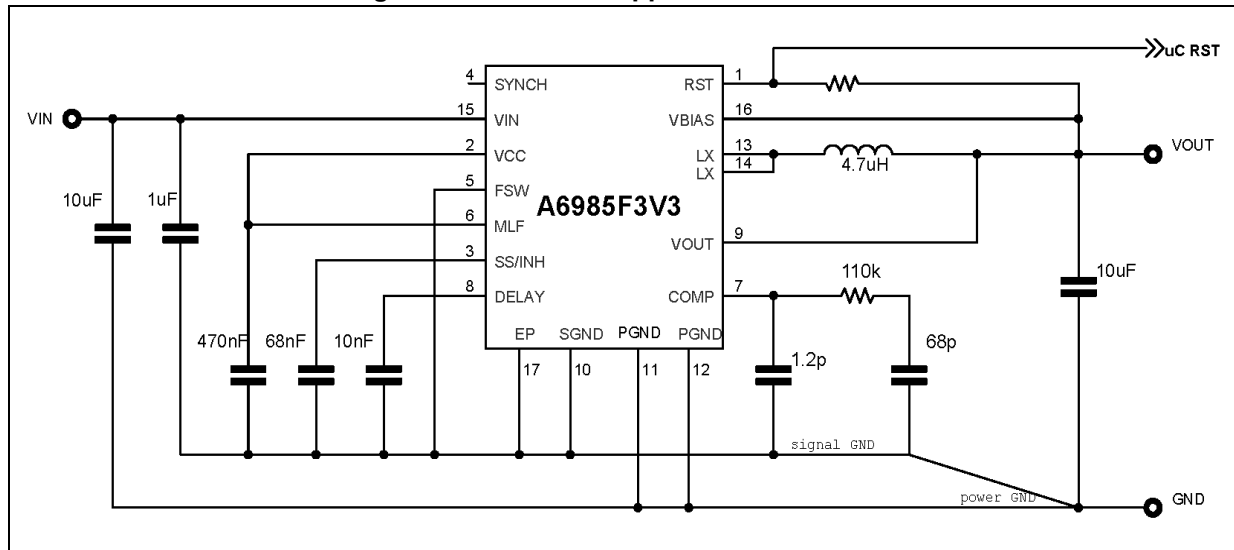 uC RST
4 SYNCH RST 1
VIN 15 VIN VBIAS 16
2 VCC LX 13 4.7uH VOUT
LX 14
10uF 1uF 5 FSW A6985F3V3
6 MLF VOUT 9
3 SS/INH 110k 10uF
8 DELAY COMP 7
EP SGND PGND PGND
470nF 68nF 10nF 17 10 11 12 1.2p 68p
signal GND
power GND GND